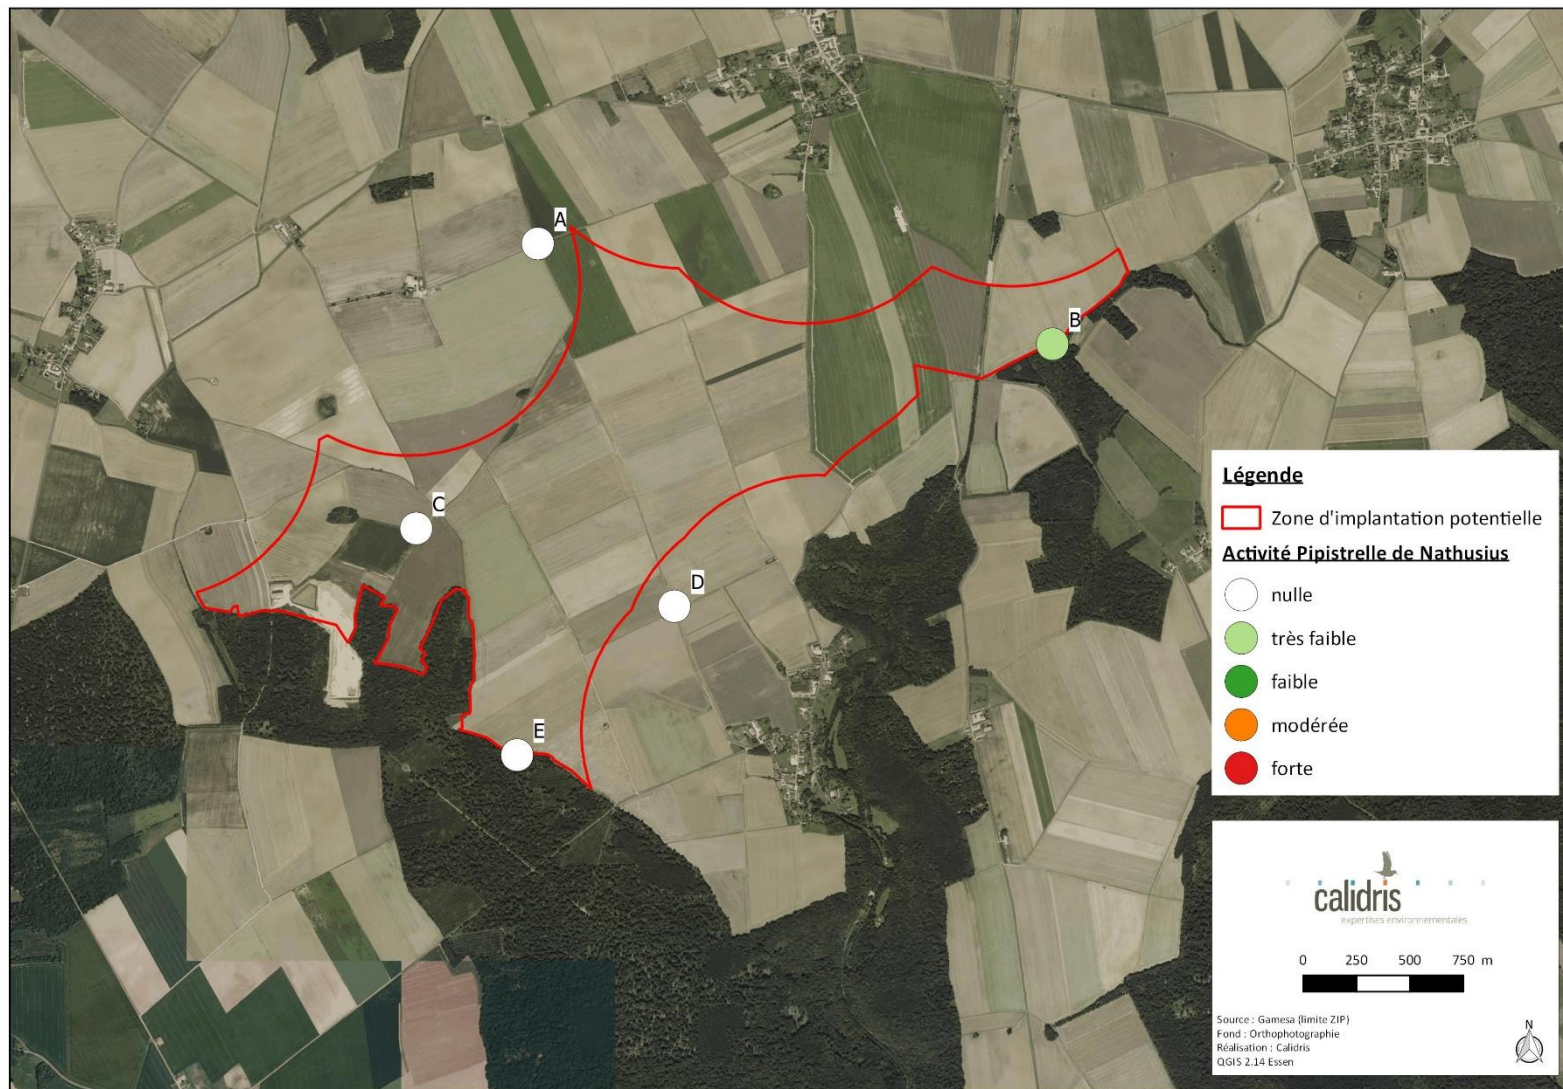 A
B
C
D
E
Légende
Zone d'implantation potentielle
Activité Pipistrelle de Nathusius
nulle
très faible
faible
modérée
forte
calidris
expertises environnementales
0 250 500 750 m
Source : Gamesa (limite ZIP)
Fond : Orthophotographie
Réalisation : Calidris
QGIS 2.14 Essen
N